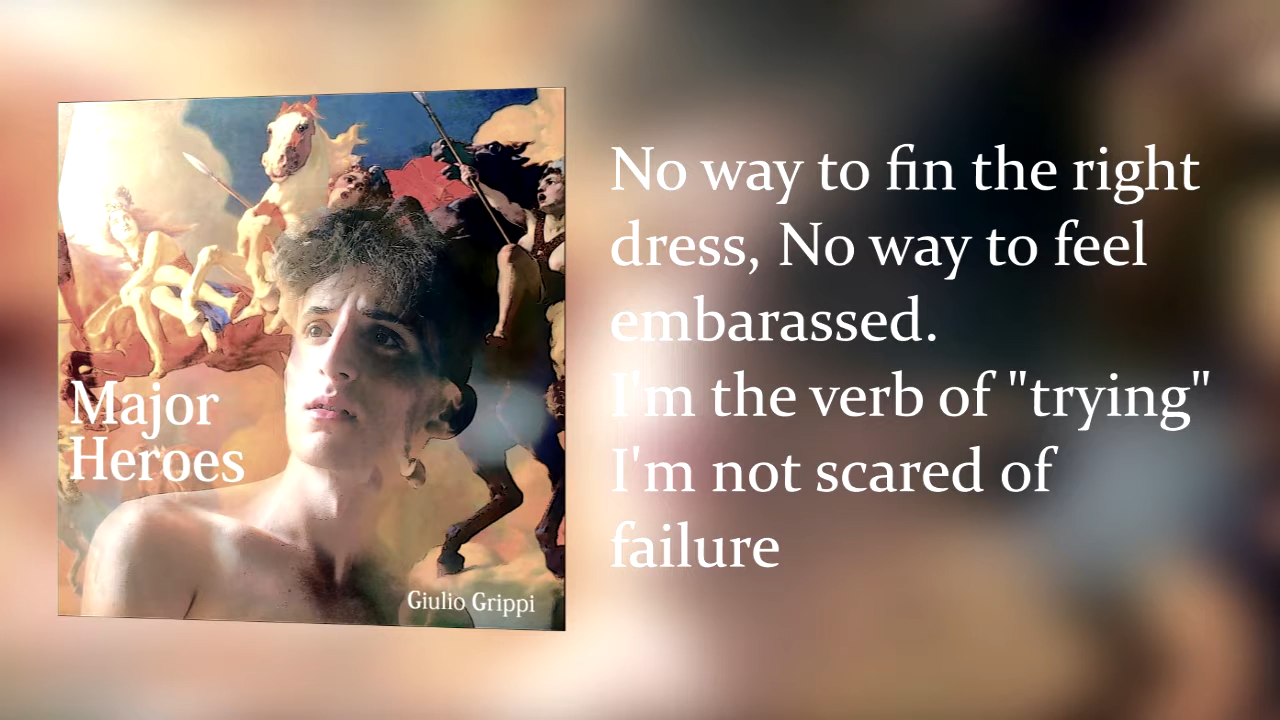 Major
Heroes
Giulio Grippi
No way to fin the right
dress, No way to feel
embarassed.
I'm the verb of "trying"
I'm not scared of
failure